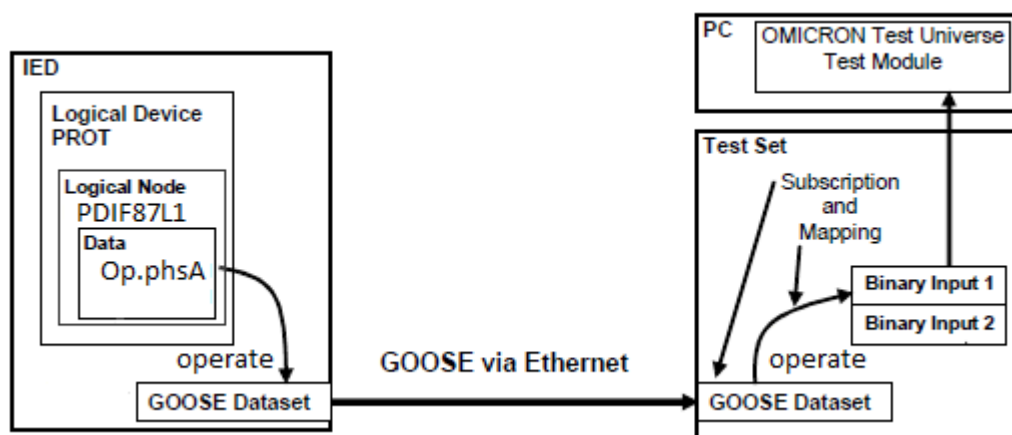 IED
Logical Device
PROT
Logical Node
PDIF87L1
Data
Op.phsA
operate
GOOSE Dataset
GOOSE via Ethernet
PC
OMICRON Test Universe
Test Module
Test Set
Subscription
and
Mapping
Binary Input 1
Binary Input 2
operate
GOOSE Dataset